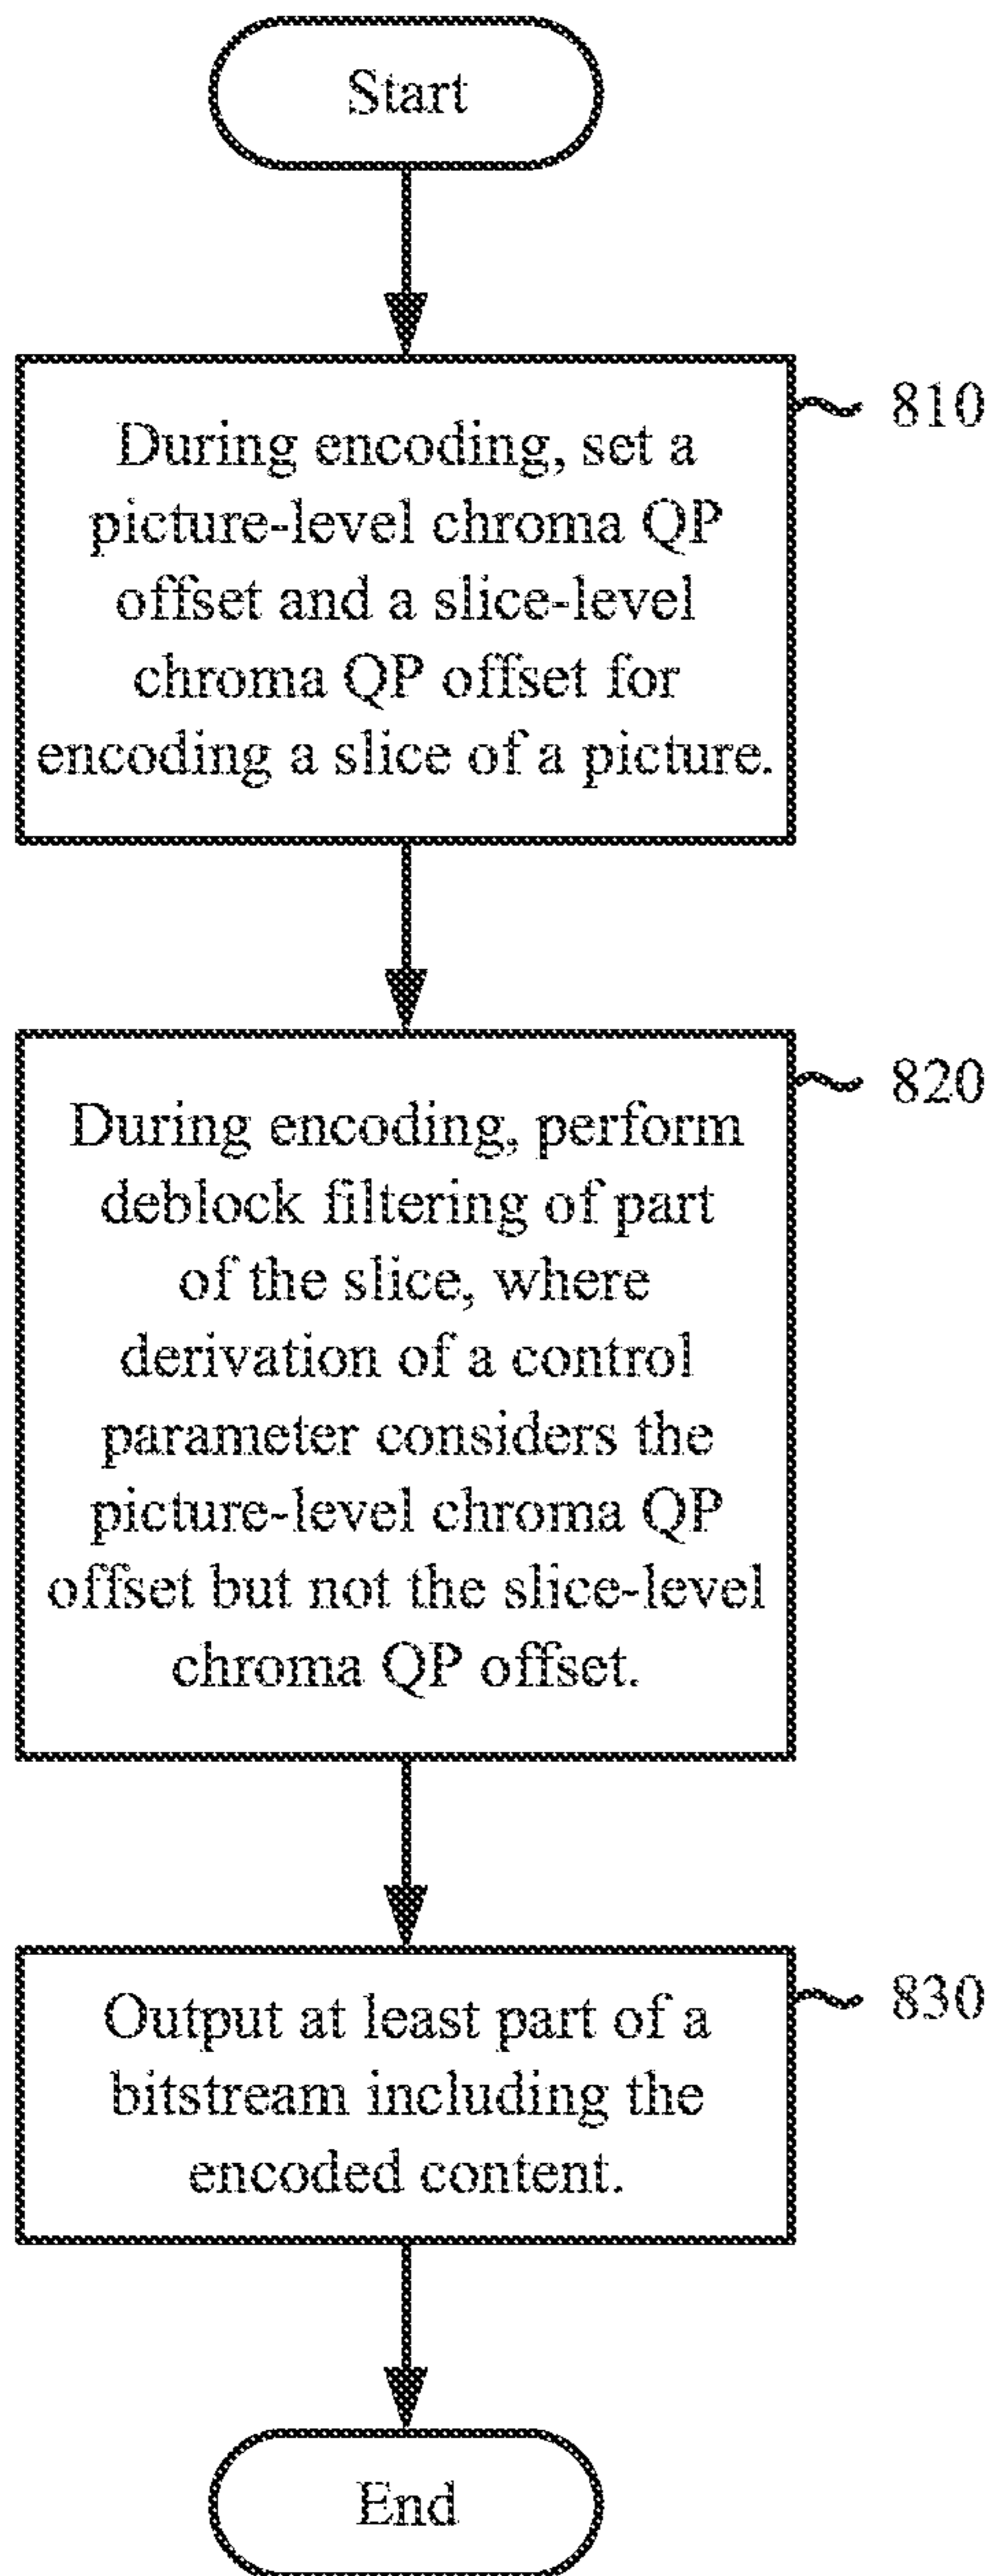 Start
During encoding, set a
810
picture-level chroma QP
offset and a slice-level
chroma QP offset for
encoding a slice of a picture.
During encoding, perform
820
deblock filtering of part
of the slice, where
derivation of a control
parameter considers the
picture-level chroma QP
offset but not the slice-level
chroma QP offset.
Output at least part of a
830
bitstream including the
encoded content.
End